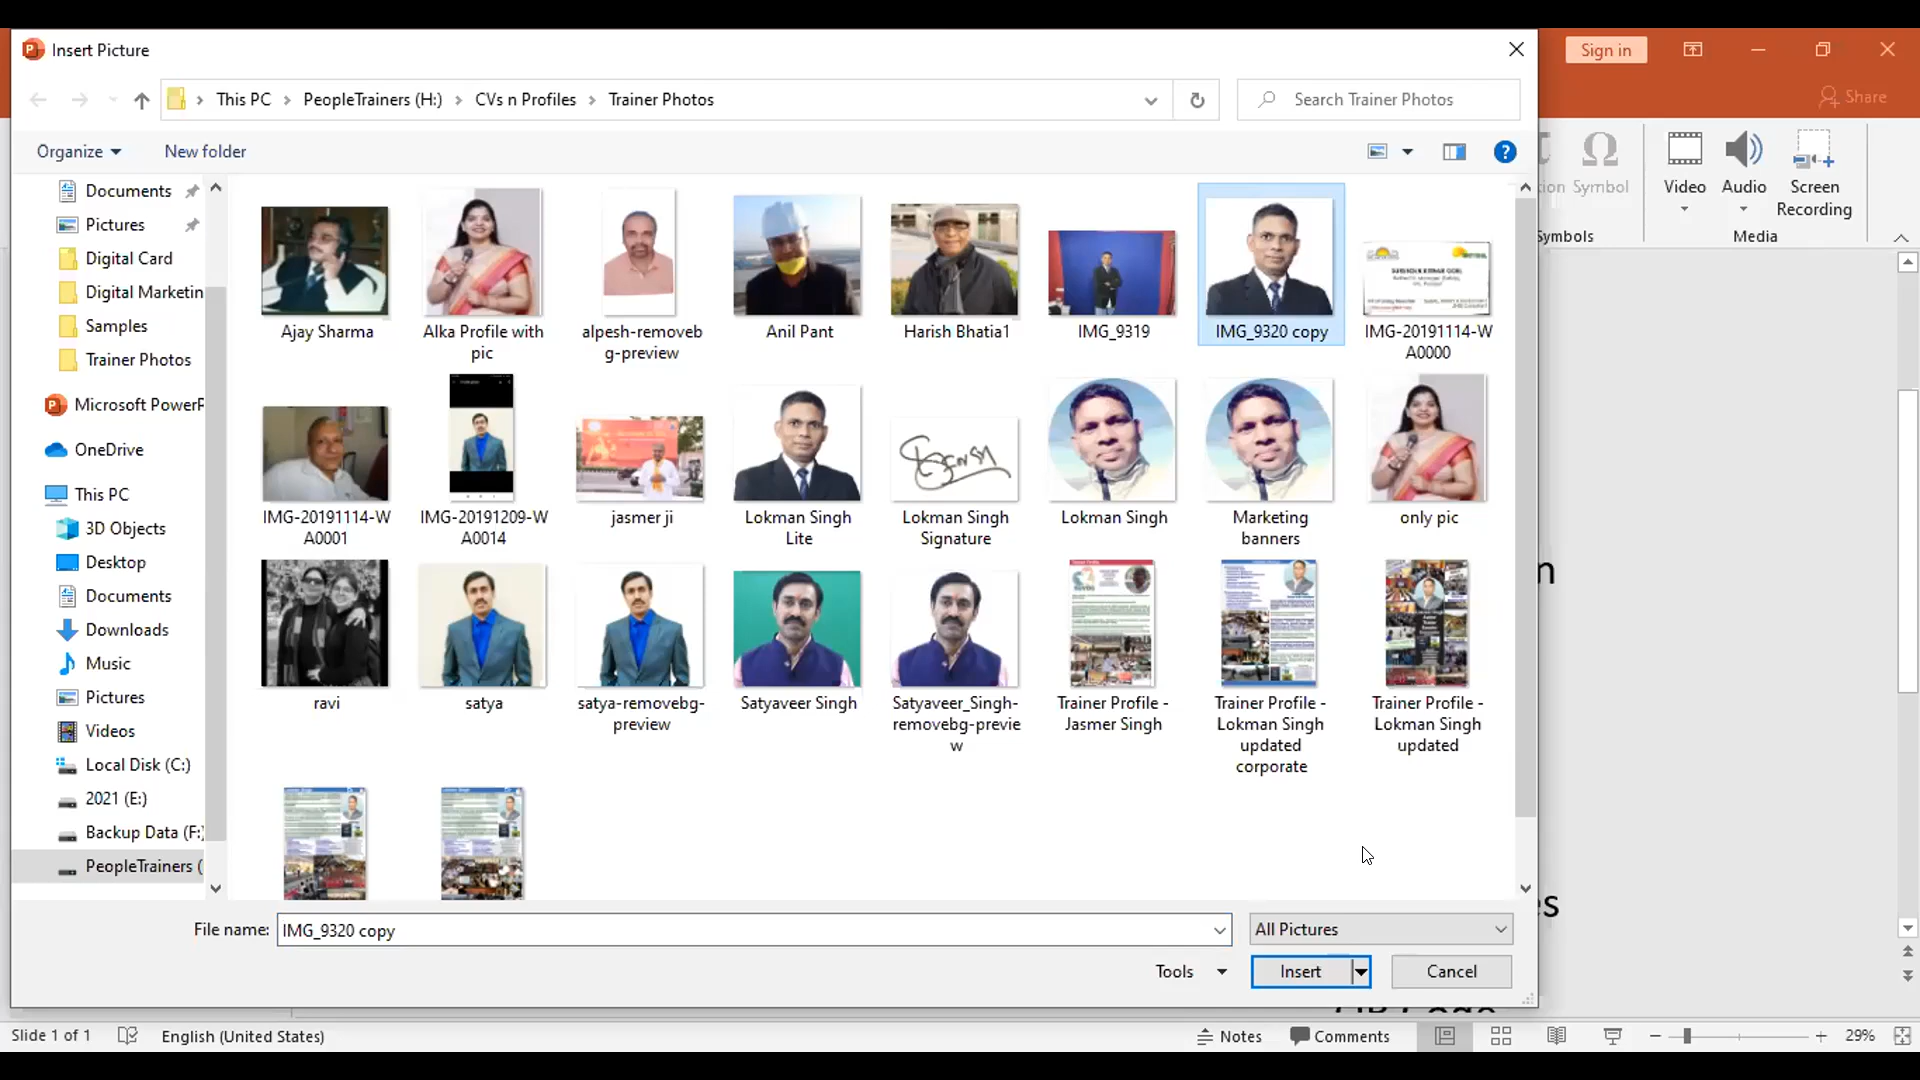 Insert Picture
Sign in
This PC
PeopleTrainers (H:)
CVs n Profiles
Trainer Photos
Search Trainer Photos
Share
Organize
New folder
?
Symbol
Video
Audio
Screen
Recording
Symbols
Media
Documents
Pictures
Digital Card
Digital Marketin
Samples
Trainer Photos
Microsoft PowerP
OneDrive
This PC
3D Objects
Desktop
Documents
Downloads
Music
Pictures
Videos
Local Disk (C:)
2021 (E:)
Backup Data (F:)
PeopleTrainers (
Ajay Sharma
Alka Profile with
pic
alpesh-removeb
g-preview
Anil Pant
Harish Bhatia1
IMG_9319
IMG_9320 copy
IMG-20191114-W
A0000
IMG-20191114-W
A0001
IMG-20191209-W
A0014
jasmer ji
Lokman Singh
Lite
Lokman Singh
Signature
Lokman Singh
Marketing
banners
only pic
ravi
satya
satya-removebg-
preview
Satyaveer Singh
Satyaveer_Singh-
removebg-previe
w
Trainer Profile -
Jasmer Singh
Trainer Profile -
Lokman Singh
updated
corporate
Trainer Profile -
Lokman Singh
updated
File name:
IMG_9320 copy
All Pictures
Tools
Insert
Cancel
Slide 1 of 1
English (United States)
Notes
Comments
29%